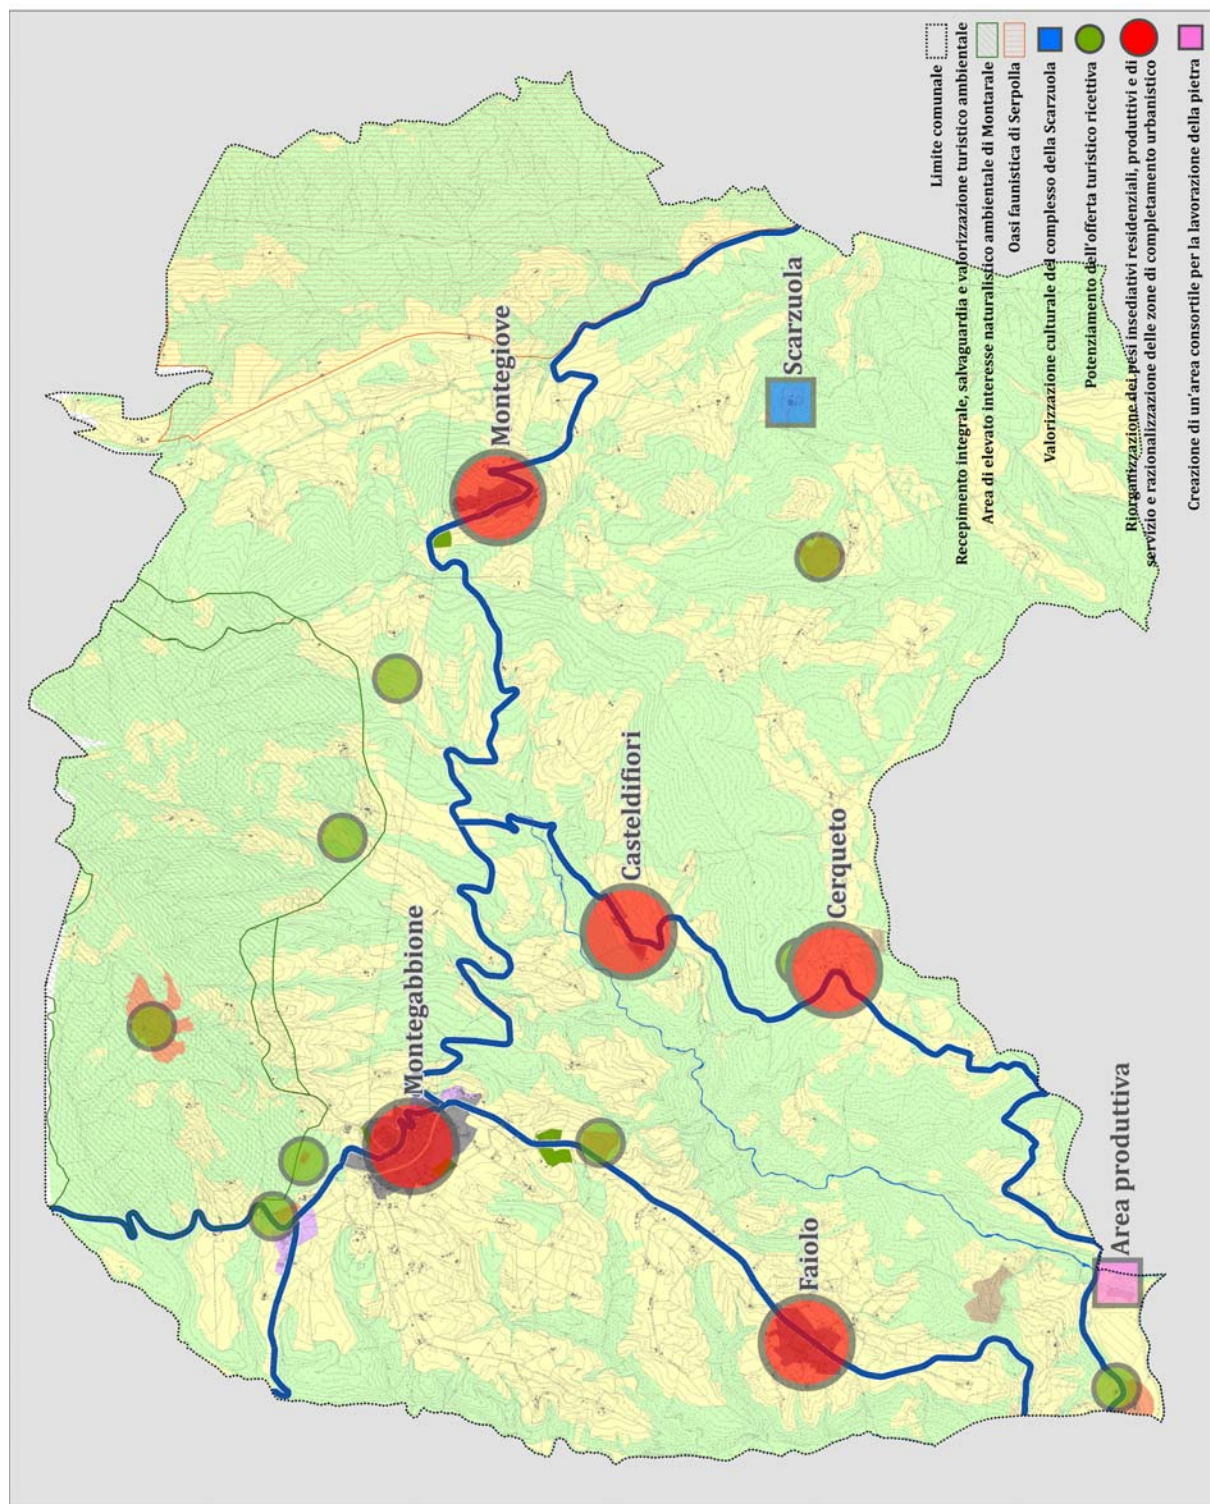 Limite comunale
Recepimento integrale, salvaguardia e valorizzazione turistico ambientale
Area di elevato interesse naturalistico ambientale di Montarale
Oasi faunistica di Serpolla
Valorizzazione culturale del complesso della Scarzuola
Potenziamento dell'offerta turistico ricettiva
Riorganizzazione dei pesi insediativi residenziali, produttivi e di
servizio e razionalizzazione delle zone di completamento urbanistico
Creazione di un'area consortile per la lavorazione della pietra
Montegiove
Scarzuola
Casteldifiori
Cerqueto
Montegabbione
Faiolo
Area produttiva